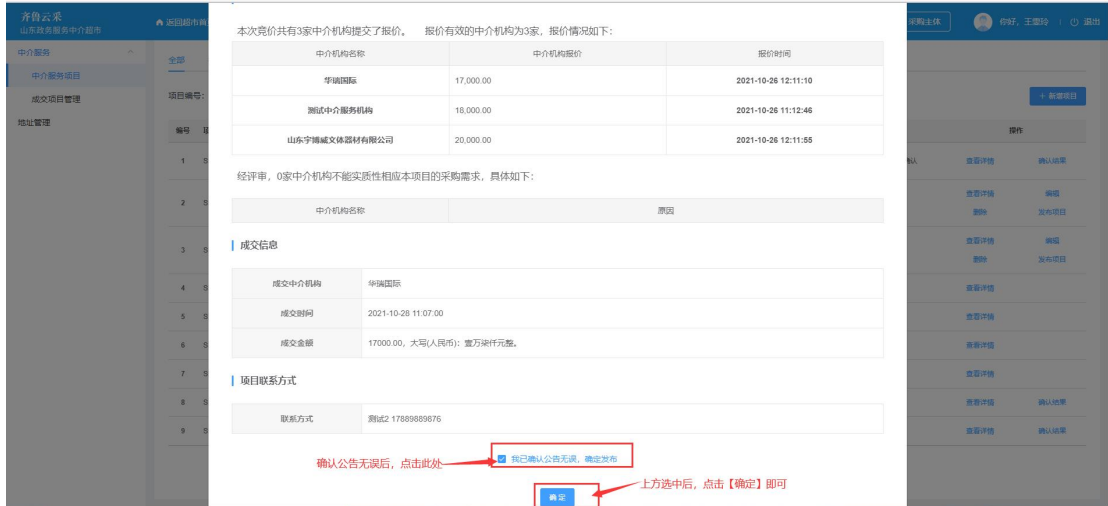 齐鲁云采
山东政务服务中介超市
返回超市首
采购主体
你好，王雪玲
退出
中介服务
中介服务项目
成交项目管理
地址管理
全部
项目编号：
+ 新增项目
编号
操作
1 S
查看详情 确认结果
2 S
查看详情 编辑
删除 发布项目
3 S
查看详情 编辑
删除 发布项目
4 S
查看详情
5 S
查看详情
6 S
查看详情
7 S
查看详情
8 S
查看详情 确认结果
9 S
查看详情 确认结果
本次竞价共有3家中介机构提交了报价。 报价有效的中介机构为3家，报价情况如下：
中介机构名称 中介机构报价 报价时间
华瑞国际 17,000.00 2021-10-26 12:11:10
测试中介服务机构 18,000.00 2021-10-26 11:12:46
山东宇博威文体器材有限公司 20,000.00 2021-10-26 12:11:55
经评审，0家中介机构不能实质性相应本项目的采购需求，具体如下：
中介机构名称 原因
成交信息
成交中介机构 华瑞国际
成交时间 2021-10-28 11:07:00
成交金额 17000.00，大写(人民币)：壹万柒仟元整。
项目联系方式
联系方式 测试2 17889889876
确认公告无误后，点击此处
我已确认公告无误，确定发布
上方选中后，点击【确定】即可
确定